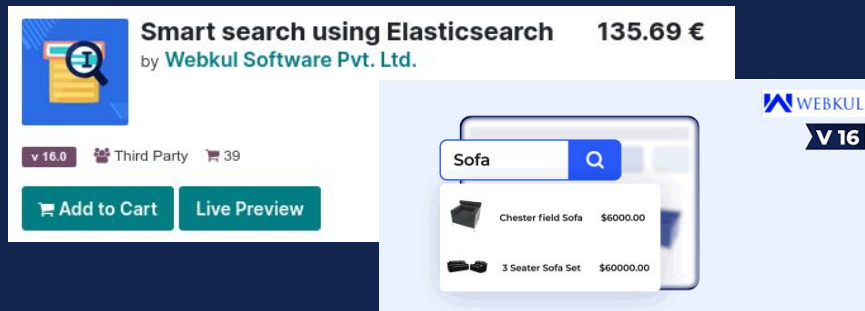 Smart search using Elasticsearch 135.69 €
by Webkul Software Pvt. Ltd.
v 16.0 Third Party 39
Add to Cart Live Preview
WEBKUL
V 16
Sofa
Chester field Sofa $6000.00
3 Seater Sofa Set $60000.00